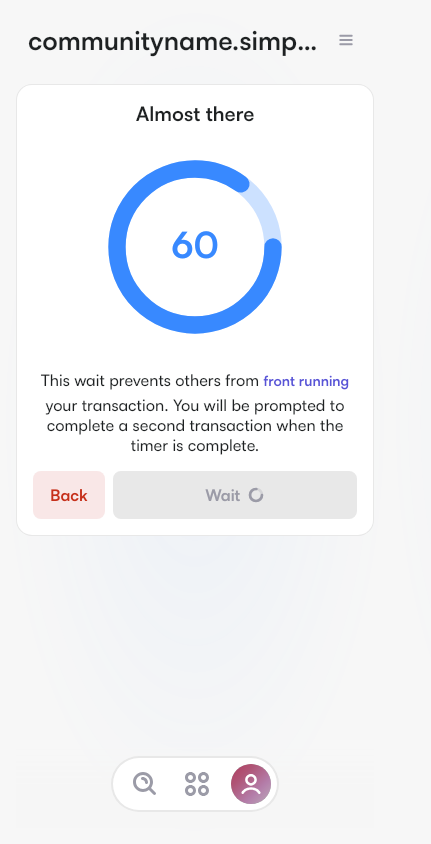 communityname.simp...
Almost there
60
This wait prevents others from front running
your transaction. You will be prompted to
complete a second transaction when the
timer is complete.
Back
Wait